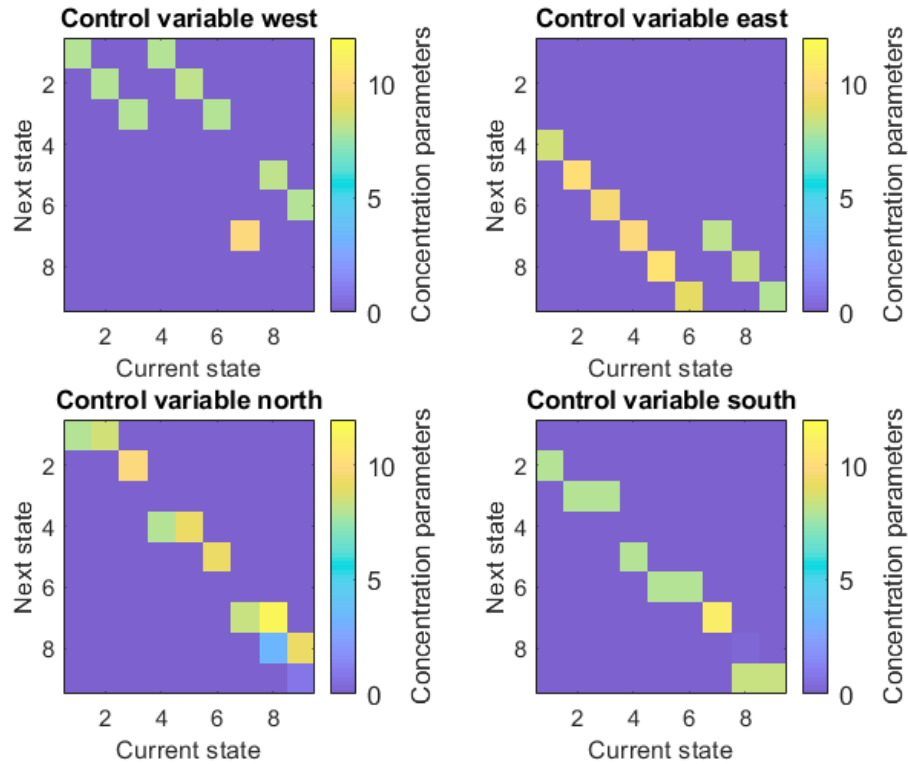 Control variable west
Next state
2
4
6
8
2 4 6 8
Current state
10
5
0
Concentration parameters
Control variable east
Next state
2
4
6
8
2 4 6 8
Current state
10
5
0
Concentration parameters
Control variable north
Next state
2
4
6
8
2 4 6 8
Current state
10
5
0
Concentration parameters
Control variable south
Next state
2
4
6
8
2 4 6 8
Current state
10
5
0
Concentration parameters